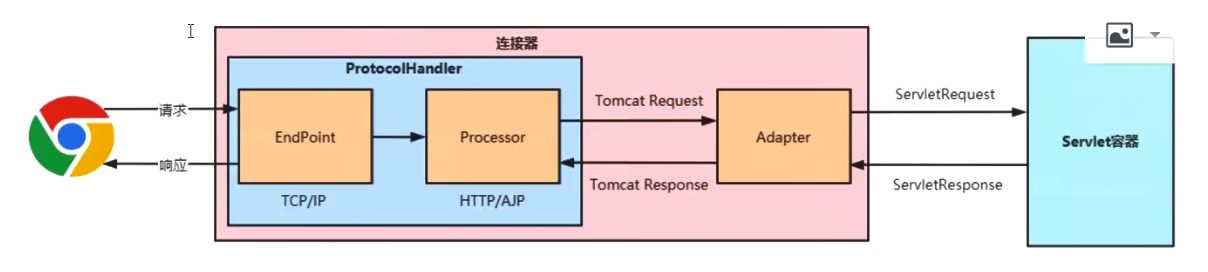 连接器
ProtocolHandler
请求
响应
EndPoint
TCP/IP
Processor
HTTP/AJP
Tomcat Request
Tomcat Response
Adapter
ServletRequest
ServletResponse
Servlet容器